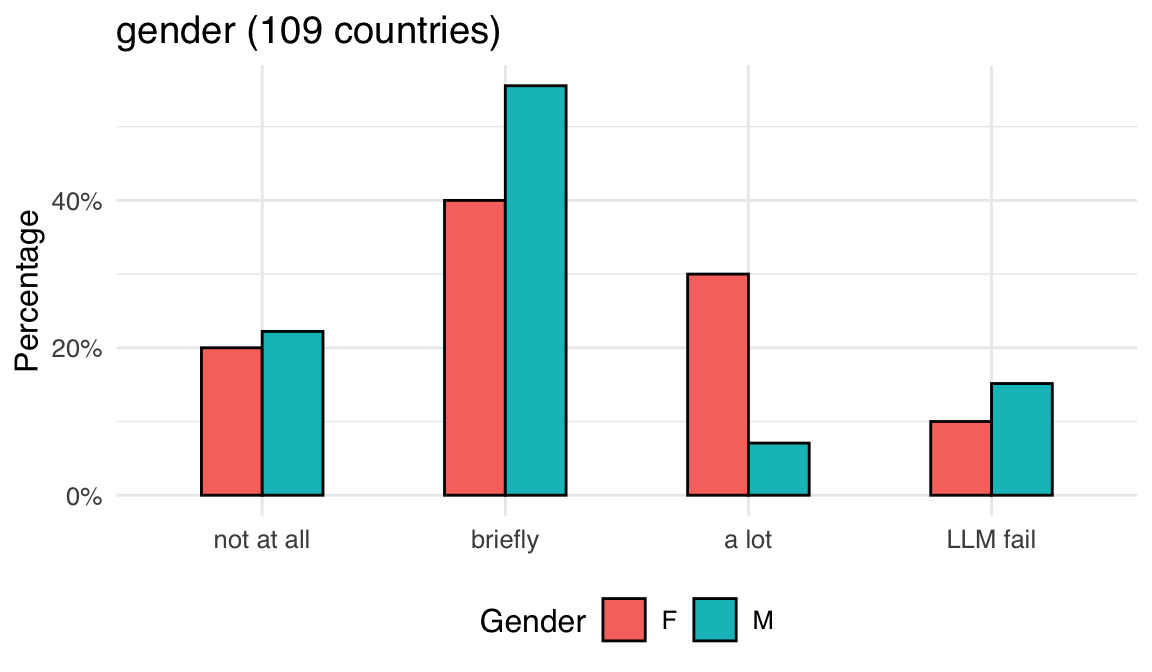 gender (109 countries)
Percentage
40%
20%
0%
not at all briefly a lot LLM fail
Gender F M